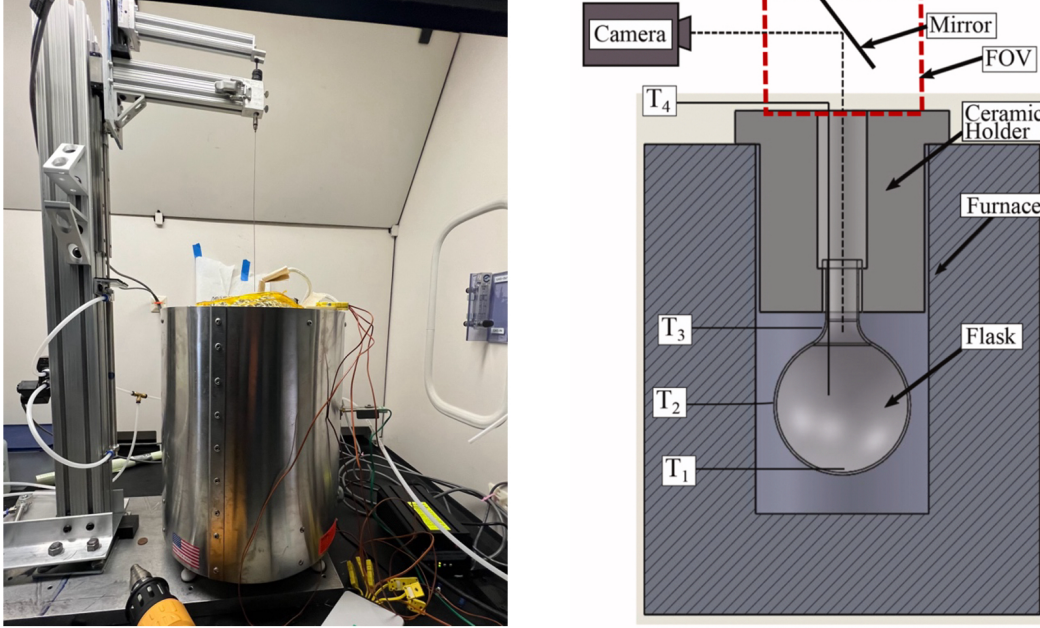 Camera
Mirror
FOV
T4
Ceramic
Holder
Furnace
T3
Flask
T2
T1